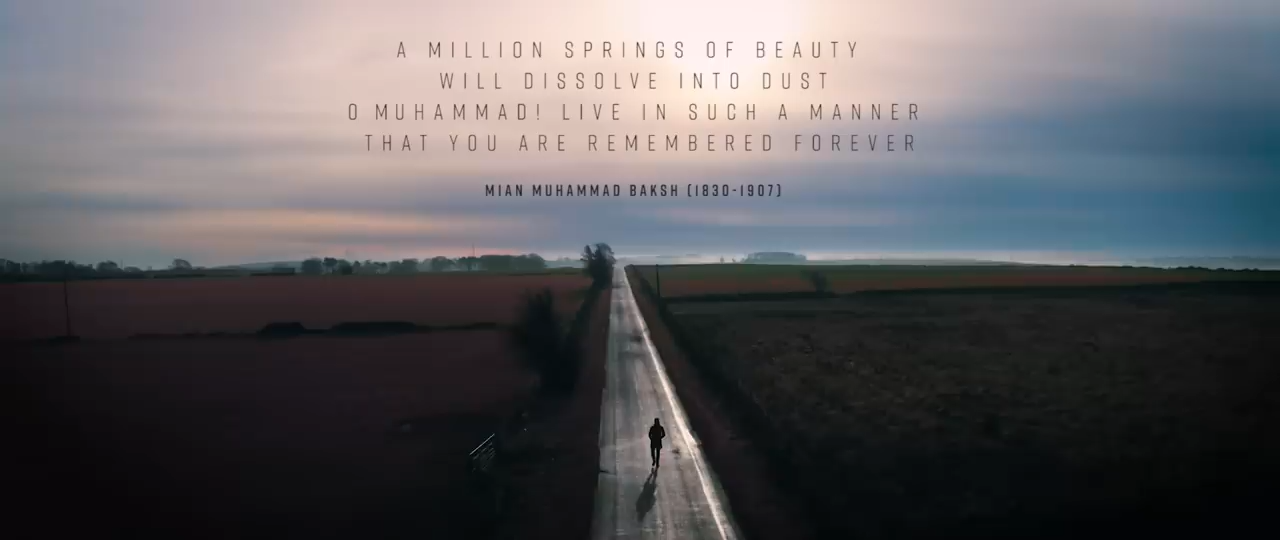 A MILLION SPRINGS OF BEAUTY
WILL DISSOLVE INTO DUST
O MUHAMMAD! LIVE IN SUCH A MANNER
THAT YOU ARE REMEMBERED FOREVER
MIAN MUHAMMAD BAKSH (1830-1907)